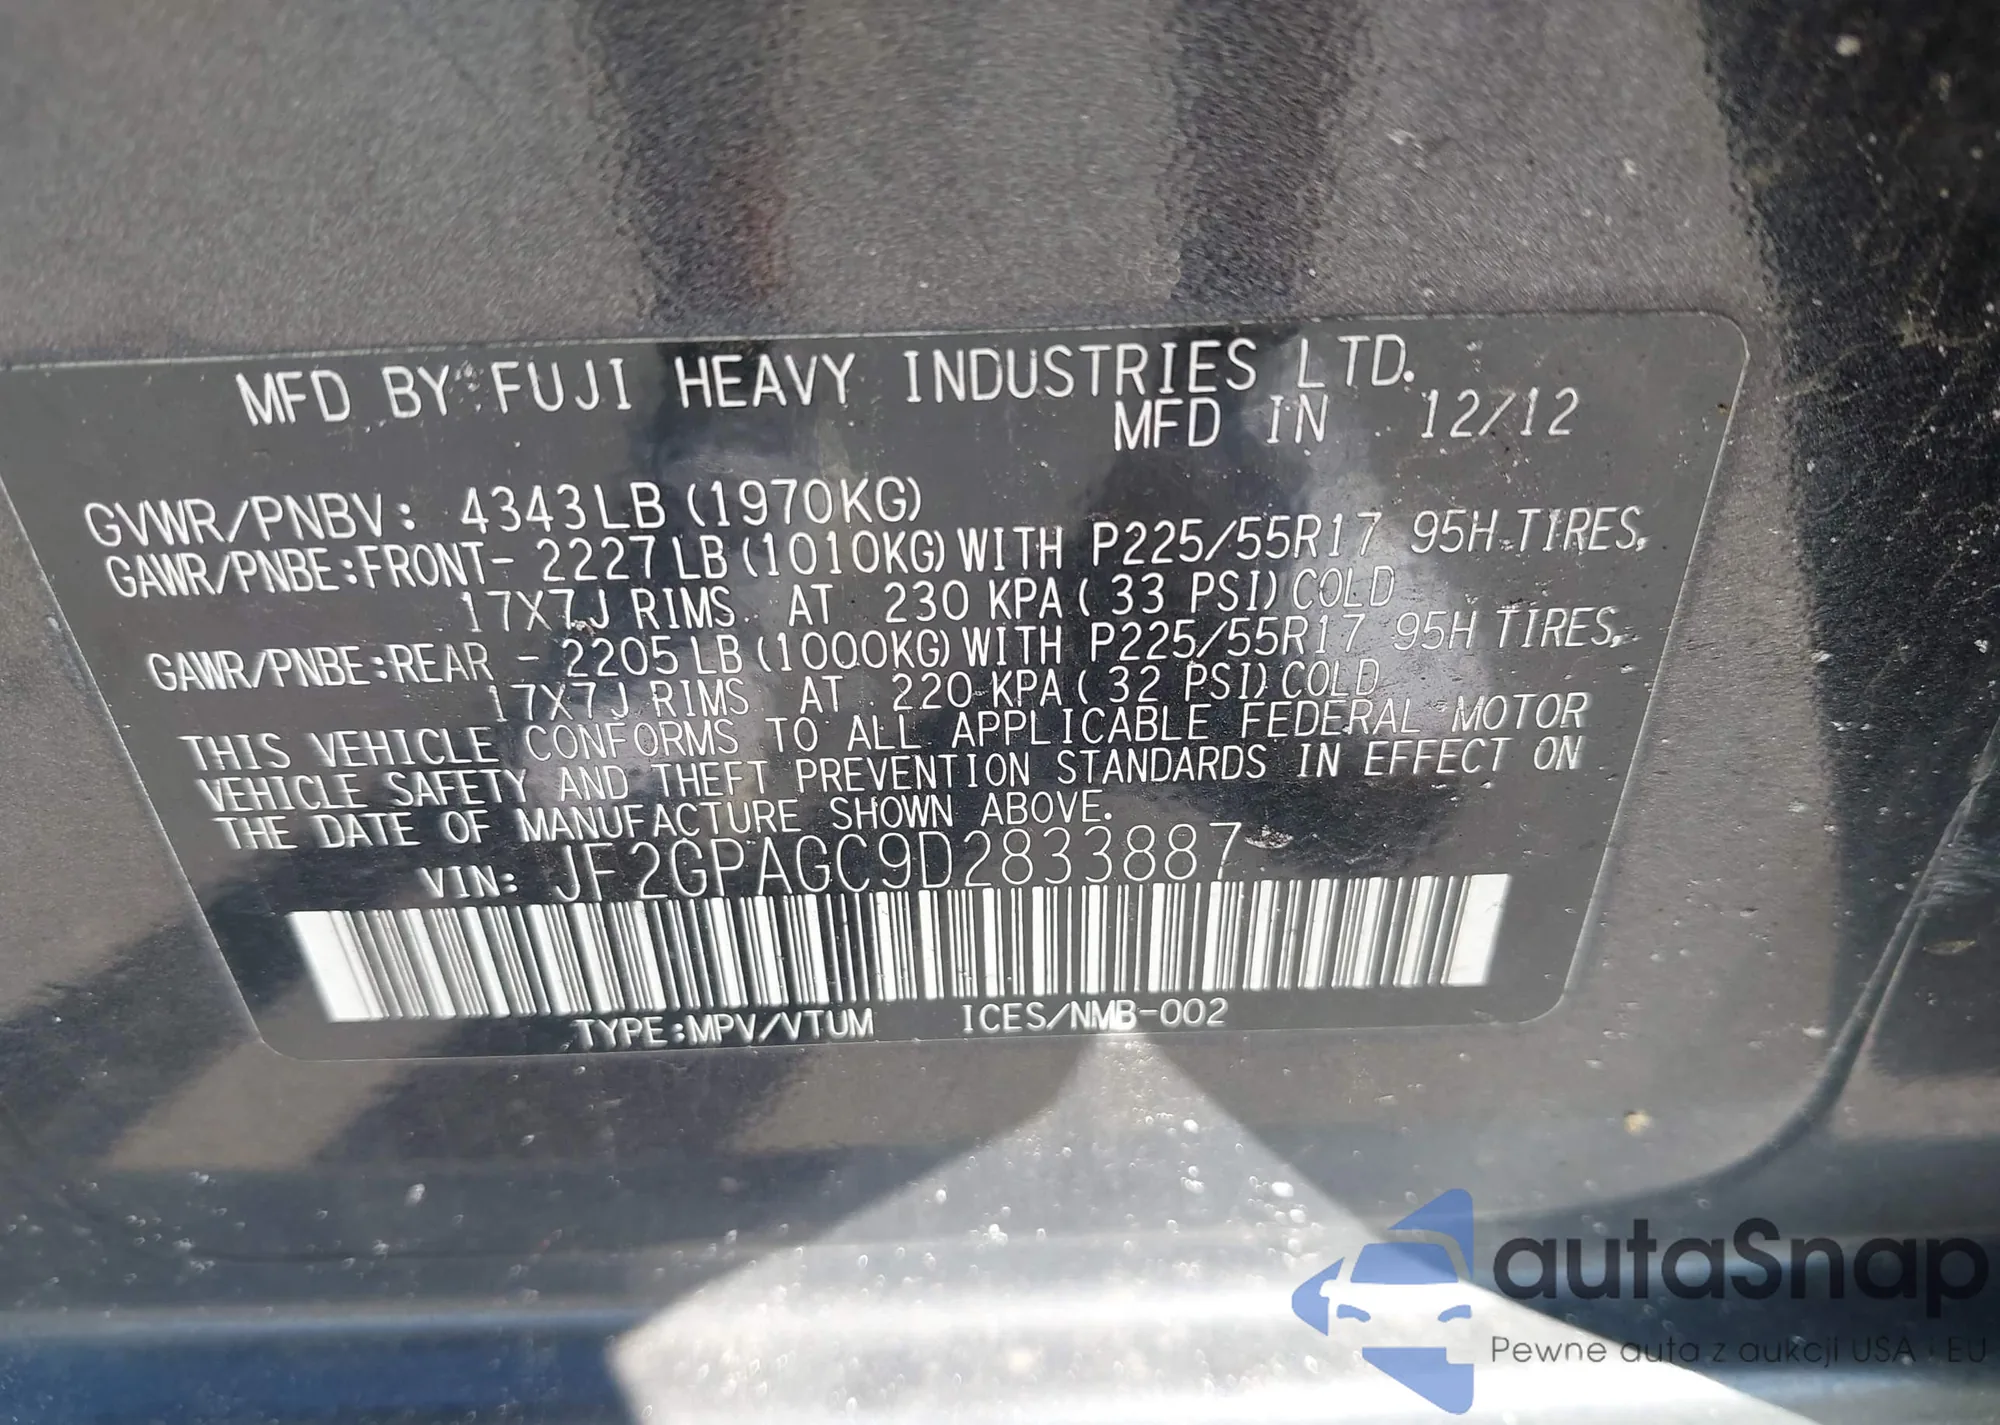 MFD BY FUJI HEAVY INDUSTRIES LTD.
MFD IN 12/12
GVWR/PNBV: 4343LB (1970KG)
GAWR/PNBE:FRONT- 2227LB(1010KG)WITH P225/55R17 95H TIRES,
17X7J RIMS AT 230 KPA( 33 PSI)COLD
GAWR/PNBE:REAR - 2205LB(1000KG)WITH P225/55R17 95H TIRES,
17X7J RIMS AT 220 KPA( 32 PSI)COLD
THIS VEHICLE CONFORMS TO ALL APPLICABLE FEDERAL MOTOR
VEHICLE SAFETY AND THEFT PREVENTION STANDARDS IN EFFECT ON
THE DATE OF MANUFACTURE SHOWN ABOVE.
VIN: JF2GPAGC9D2833887
TYPE:MPV/VTUM ICES/NMB-002
autaSnap
Pewne auta z aukcji USA · EU